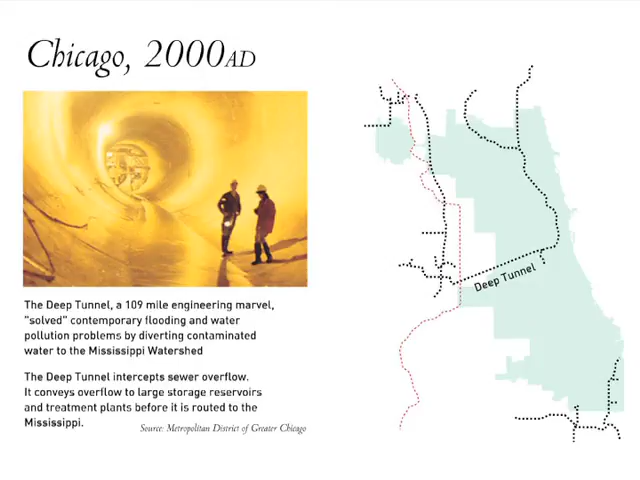 Chicago, 2000AD
The Deep Tunnel, a 109 mile engineering marvel,
"solved" contemporary flooding and water
pollution problems by diverting contaminated
water to the Mississippi Watershed
The Deep Tunnel intercepts sewer overflow.
It conveys overflow to large storage reservoirs
and treatment plants before it is routed to the
Mississippi.
Source: Metropolitan District of Greater Chicago
Deep Tunnel